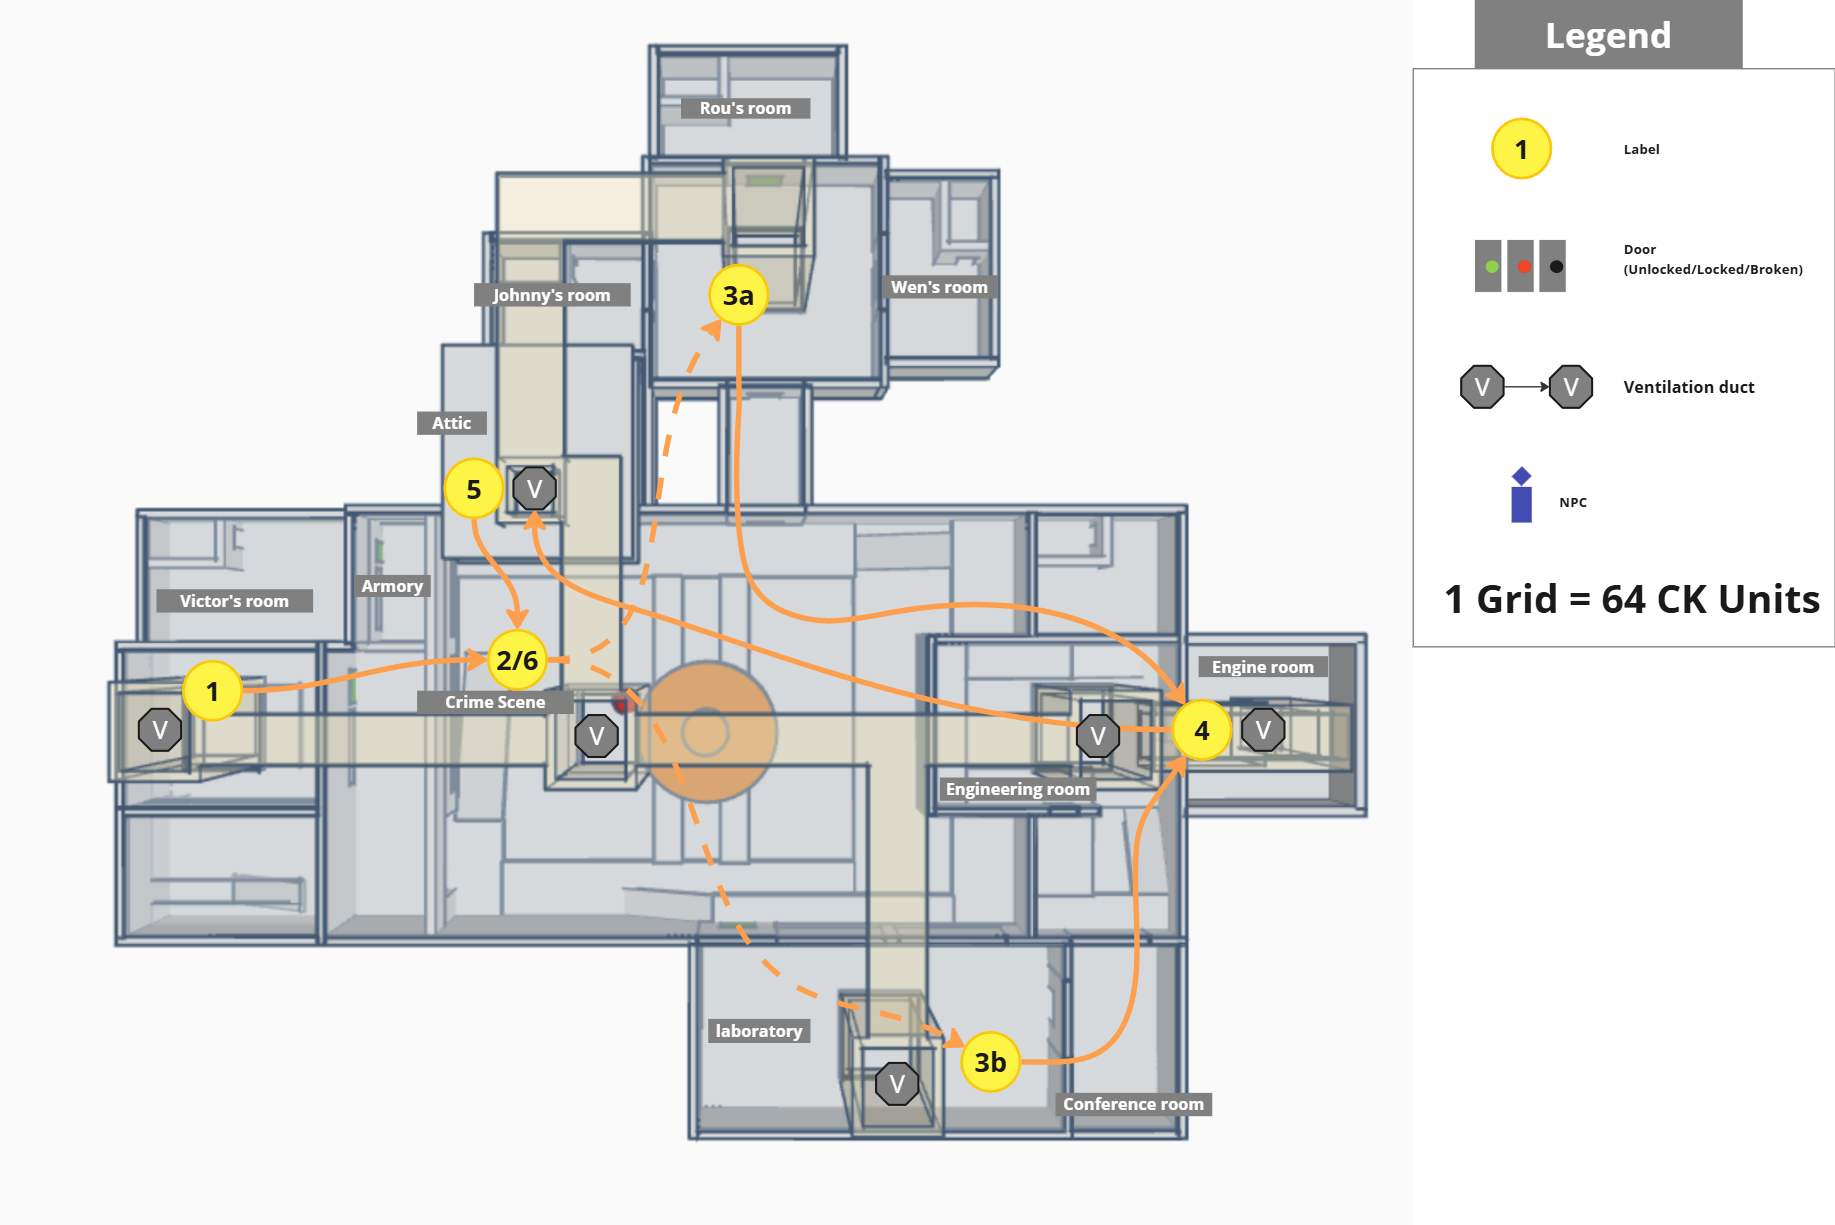 Legend
Rou's room
1
Label
Door
(Unlocked/Locked/Broken)
Wen's room
Johnny's room
3a
V
V
Ventilation duct
Attic
5
V
NPC
Armory
Victor's room
1 Grid = 64 CK Units
2/6
Engine room
1
Crime Scene
V
V
V
4
V
Engineering room
laboratory
3b
V
Conference room